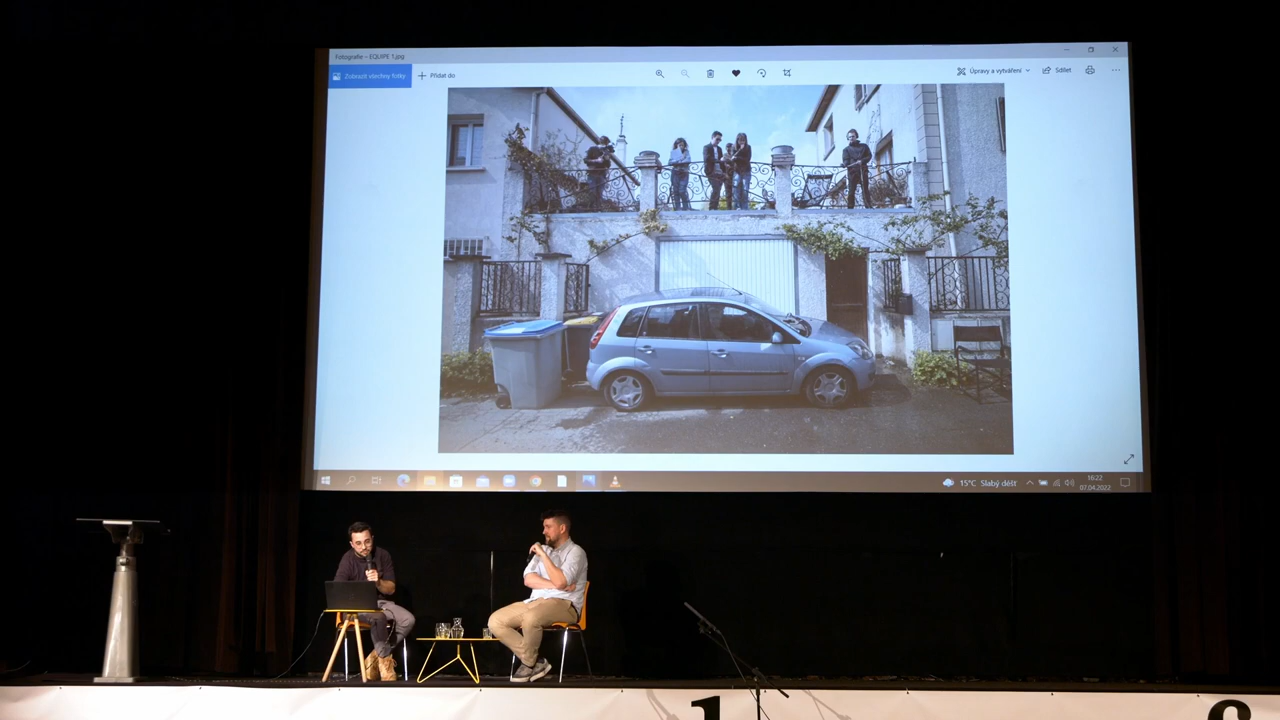 Fotografie – EQUIPE 1.jpg
Zobrazit všechny fotky
Přidat do
Úpravy a vytváření
Sdílet
15°C Slabý déšť
16:22
07.04.2022